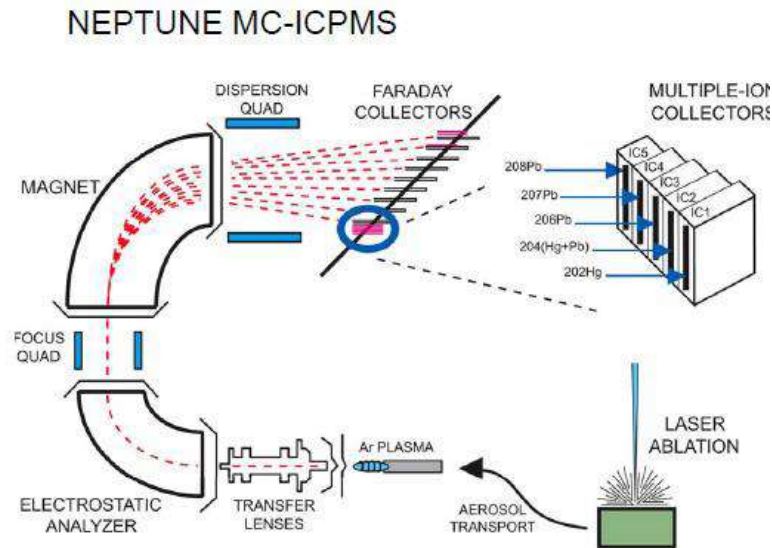 NEPTUNE MC-ICPMS
DISPERSION
QUAD
FARADAY
COLLECTORS
MULTIPLE-ION
COLLECTORS
MAGNET
IC5
IC4
IC3
IC2
IC1
208Pb
207Pb
206Pb
204(Hg+Pb)
202Hg
FOCUS
QUAD
Ar PLASMA
LASER
ABLATION
ELECTROSTATIC
ANALYZER
TRANSFER
LENSES
AEROSOL
TRANSPORT